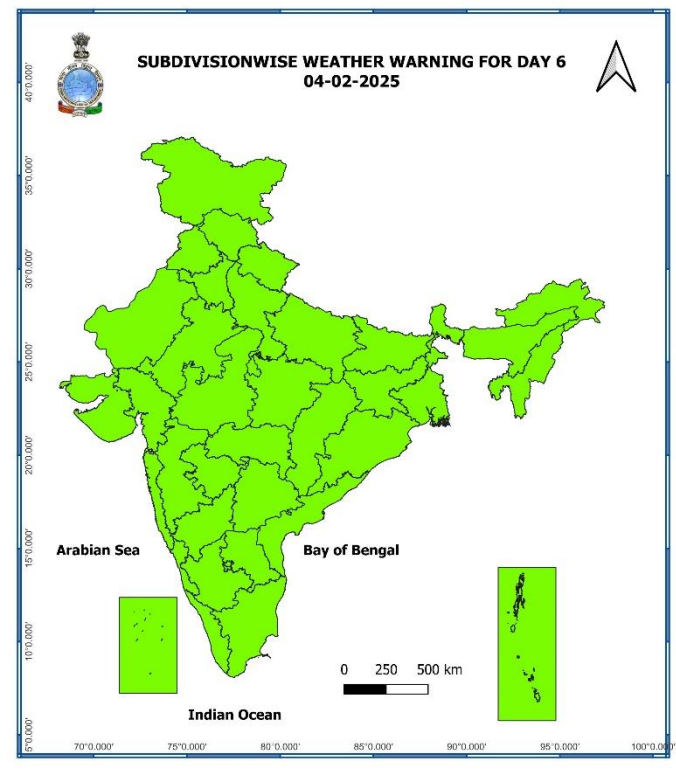 SUBDIVISIONWISE WEATHER WARNING FOR DAY 6
04-02-2025
40°0.000'
35°0.000'
30°0.000'
25°0.000'
20°0.000'
15°0.000'
10°0.000'
5°0.000'
Arabian Sea
Bay of Bengal
0 250 500 km
Indian Ocean
70°0.000' 75°0.000' 80°0.000' 85°0.000' 90°0.000' 95°0.000' 100°0.000'